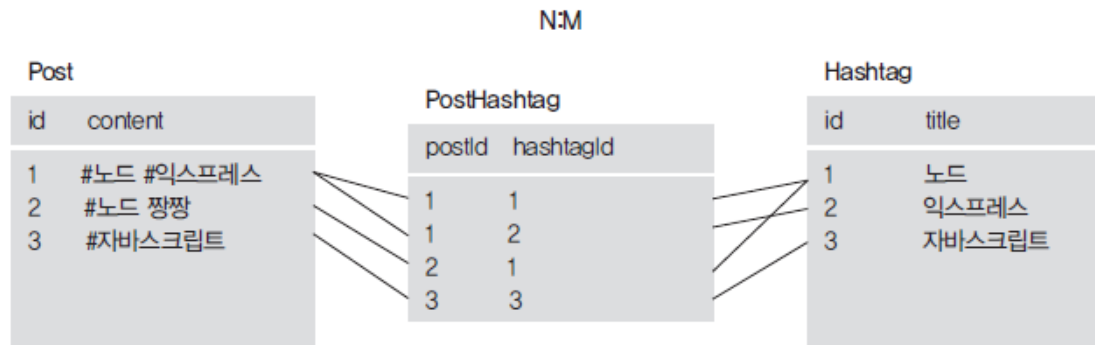 N:M
Post
id content
1 #노드 #익스프레스
2 #노드 짱짱
3 #자바스크립트
PostHashtag
postId hashtagId
1 1
1 2
2 1
3 3
Hashtag
id title
1 노드
2 익스프레스
3 자바스크립트